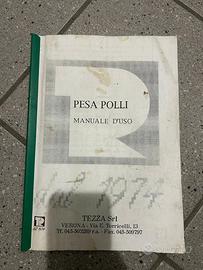 PESA POLLI
MANUALE D'USO
dal 1974
TEZZA Srl
VERONA - Via E. Torricelli, 13